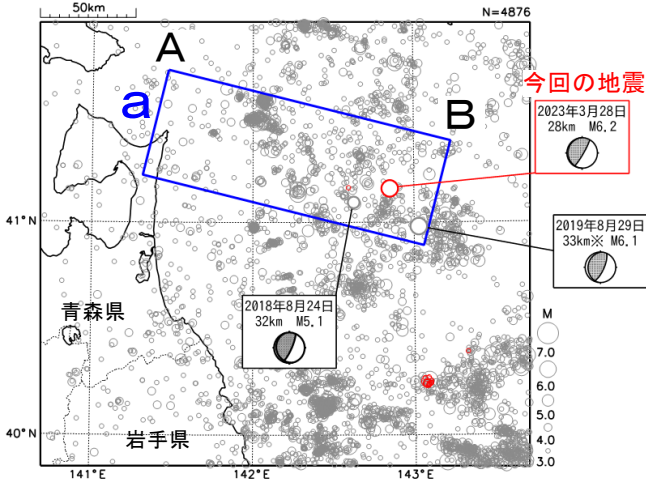 50km
N=4876
A
a
B
今回の地震
2023年3月28日
28km M6.2
41°N
2019年8月29日
33km※ M6.1
2018年8月24日
32km M5.1
青森県
M
7.0
6.0
5.0
4.0
3.0
40°N
岩手県
141°E
142°E
143°E